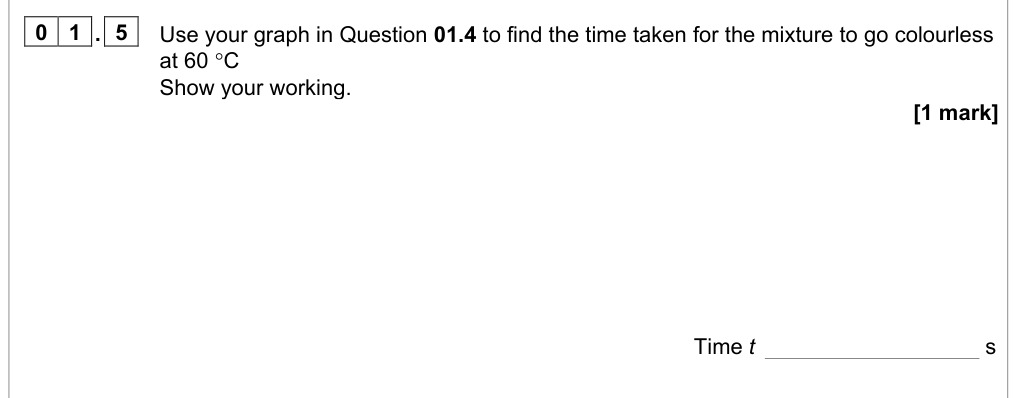 0 1 . 5 Use your graph in Question 01.4 to find the time taken for the mixture to go colourless
at 60 °C
Show your working.
[1 mark]
Time t ____________________ s